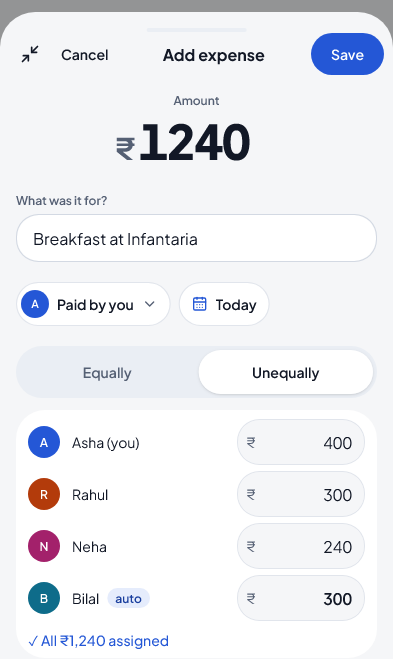 Cancel Add expense Save
Amount
₹1240
What was it for?
Breakfast at Infantaria
A Paid by you Today
Equally Unequally
A Asha (you) ₹ 400
R Rahul ₹ 300
N Neha ₹ 240
B Bilal auto ₹ 300
✓ All ₹1,240 assigned